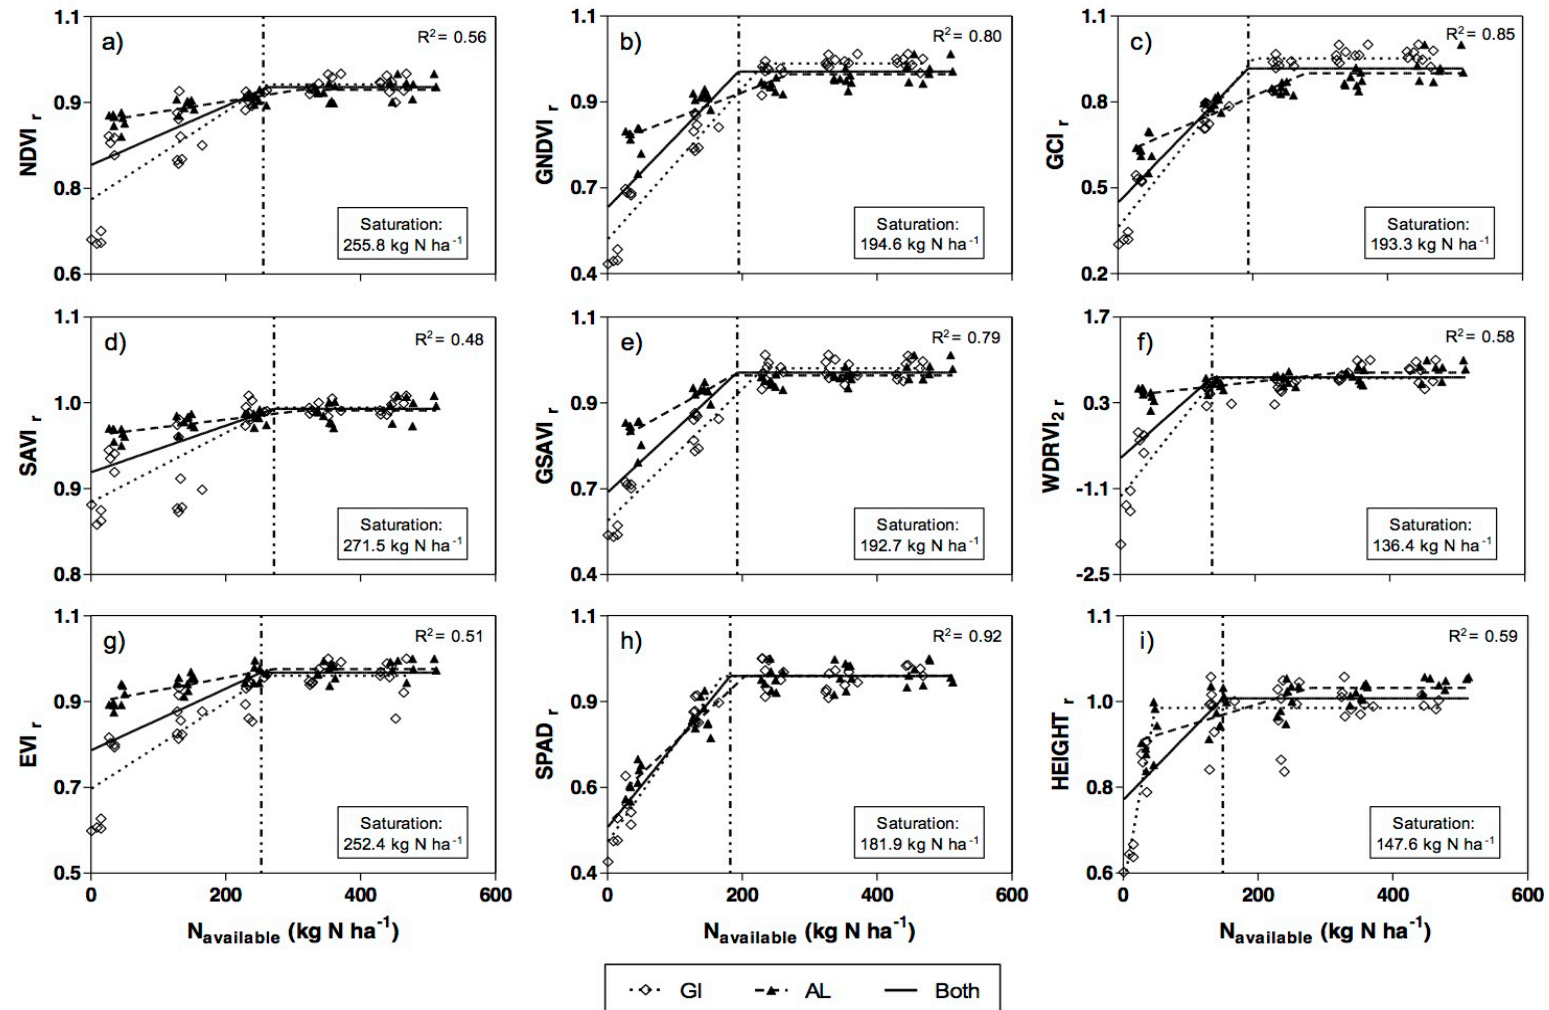 a)
R²= 0.56
1.1
0.9
0.8
0.6
NDVI r
Saturation:
255.8 kg N ha⁻¹
b)
R²= 0.80
1.1
0.9
0.7
0.4
GNDVI r
Saturation:
194.6 kg N ha⁻¹
c)
R²= 0.85
1.1
0.8
0.5
0.2
GCI r
Saturation:
193.3 kg N ha⁻¹
d)
R²= 0.48
1.1
1.0
0.9
0.8
SAVI r
Saturation:
271.5 kg N ha⁻¹
e)
R²= 0.79
1.1
0.9
0.7
0.4
GSAVI r
Saturation:
192.7 kg N ha⁻¹
f)
R²= 0.58
1.7
0.3
-1.1
-2.5
WDRVI2 r
Saturation:
136.4 kg N ha⁻¹
g)
R²= 0.51
1.1
0.9
0.7
0.5
EVI r
Saturation:
252.4 kg N ha⁻¹
0 200 400 600
Navailable (kg N ha⁻¹)
h)
R²= 0.92
1.1
0.9
0.6
0.4
SPAD r
Saturation:
181.9 kg N ha⁻¹
0 200 400 600
Navailable (kg N ha⁻¹)
i)
R²= 0.59
1.1
1.0
0.8
0.6
HEIGHT r
Saturation:
147.6 kg N ha⁻¹
0 200 400 600
Navailable (kg N ha⁻¹)
GI AL Both